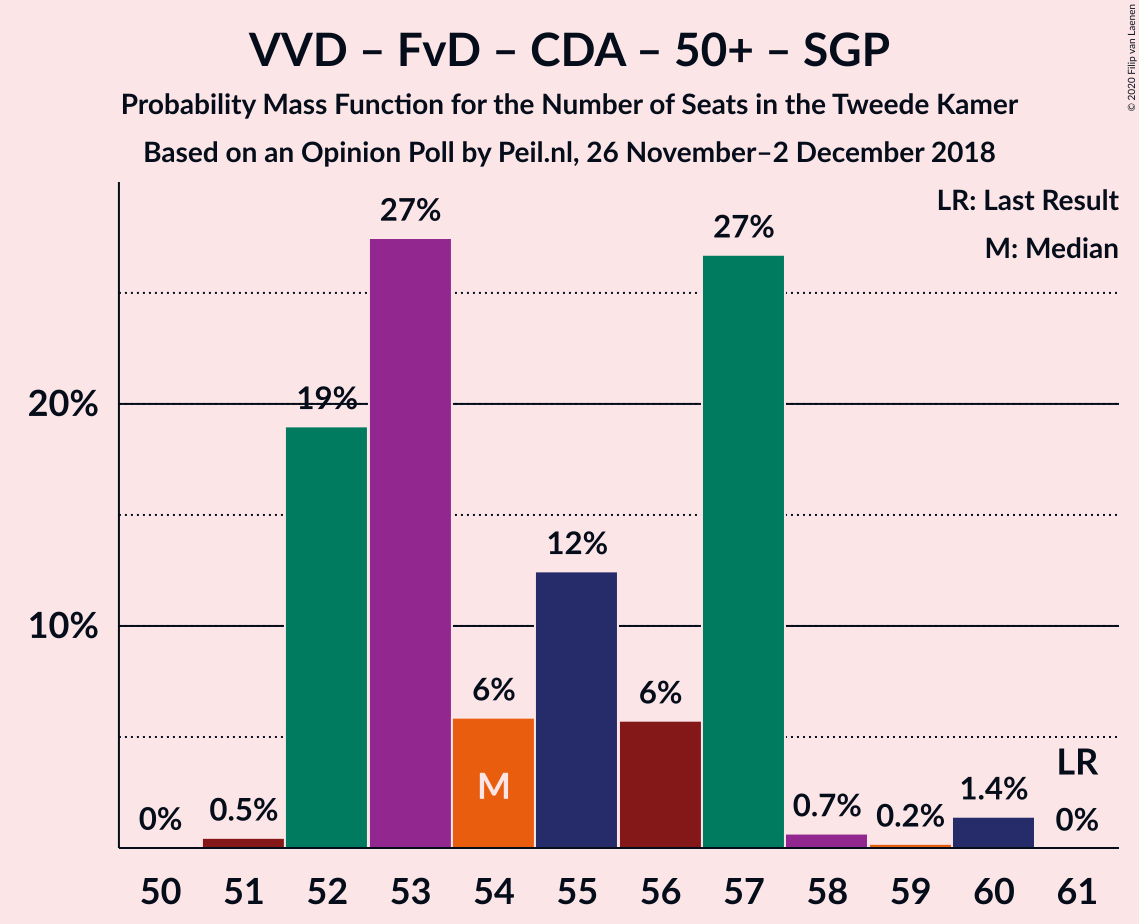 VVD – FvD – CDA – 50+ – SGP
Probability Mass Function for the Number of Seats in the Tweede Kamer
Based on an Opinion Poll by Peil.nl, 26 November–2 December 2018
© 2020 Filip van Laenen
LR: Last Result
M: Median
20%
10%
0%
0.5%
19%
27%
6%
12%
6%
27%
0.7%
0.2%
1.4%
0%
LR
M
50 51 52 53 54 55 56 57 58 59 60 61